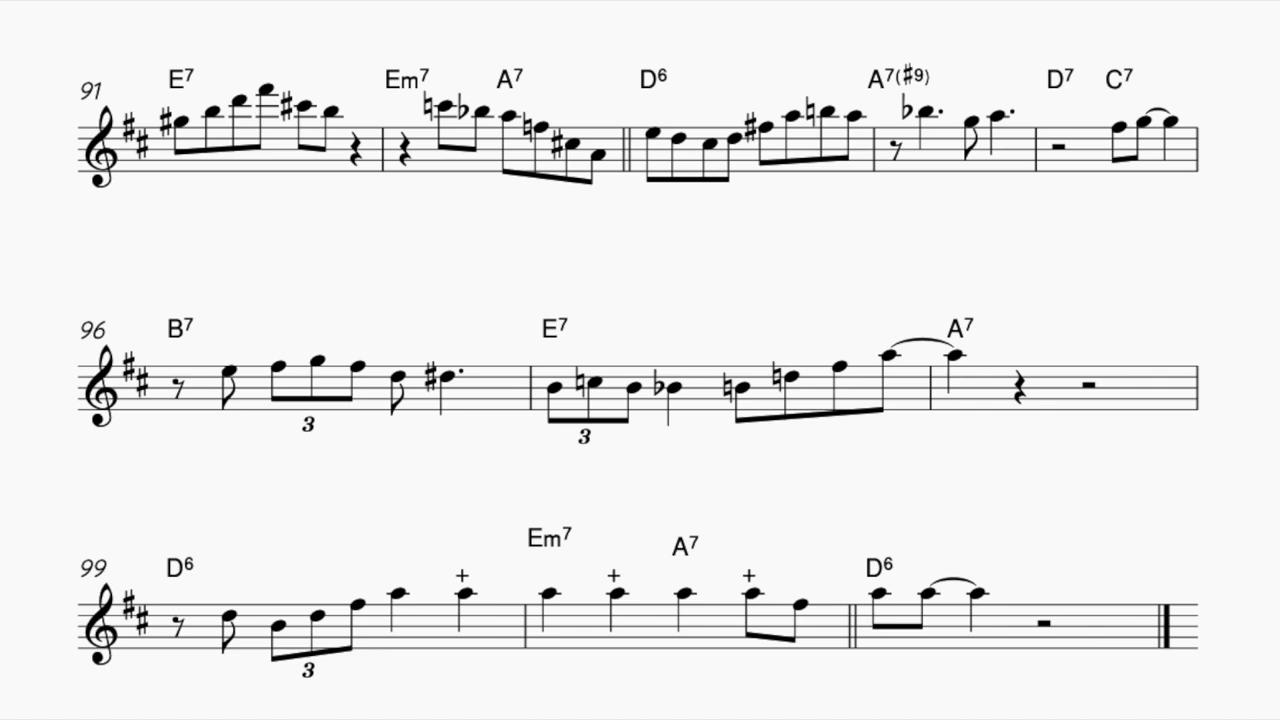 91 E7 Em7 A7 D6 A7(#9) D7 C7
96 B7 E7 A7
3 3
99 D6 Em7 A7 D6
+ + +
3